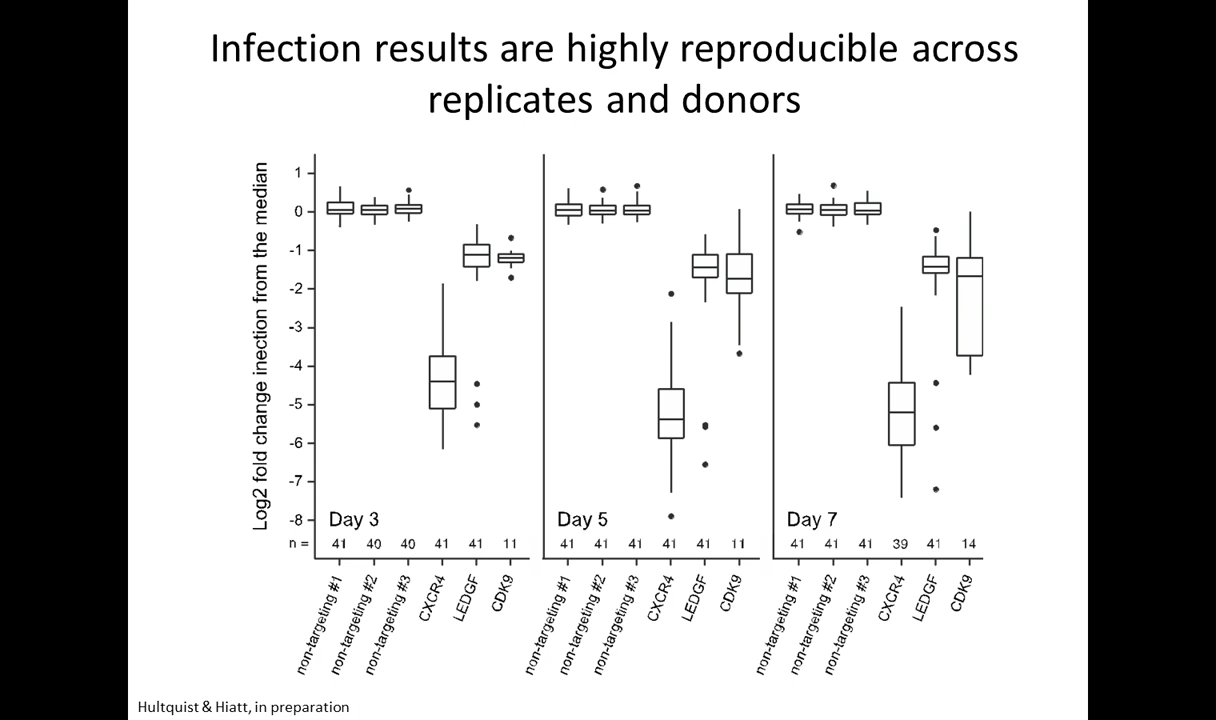 Infection results are highly reproducible across
replicates and donors
Log2 fold change inection from the median
1
0
-1
-2
-3
-4
-5
-6
-7
-8
Day 3
Day 5
Day 7
n = 41 40 40 41 41 11 41 41 41 41 41 11 41 41 41 39 41 14
non-targeting #1
non-targeting #2
non-targeting #3
CXCR4
LEDGF
CDK9
non-targeting #1
non-targeting #2
non-targeting #3
CXCR4
LEDGF
CDK9
non-targeting #1
non-targeting #2
non-targeting #3
CXCR4
LEDGF
CDK9
Hultquist & Hiatt, in preparation